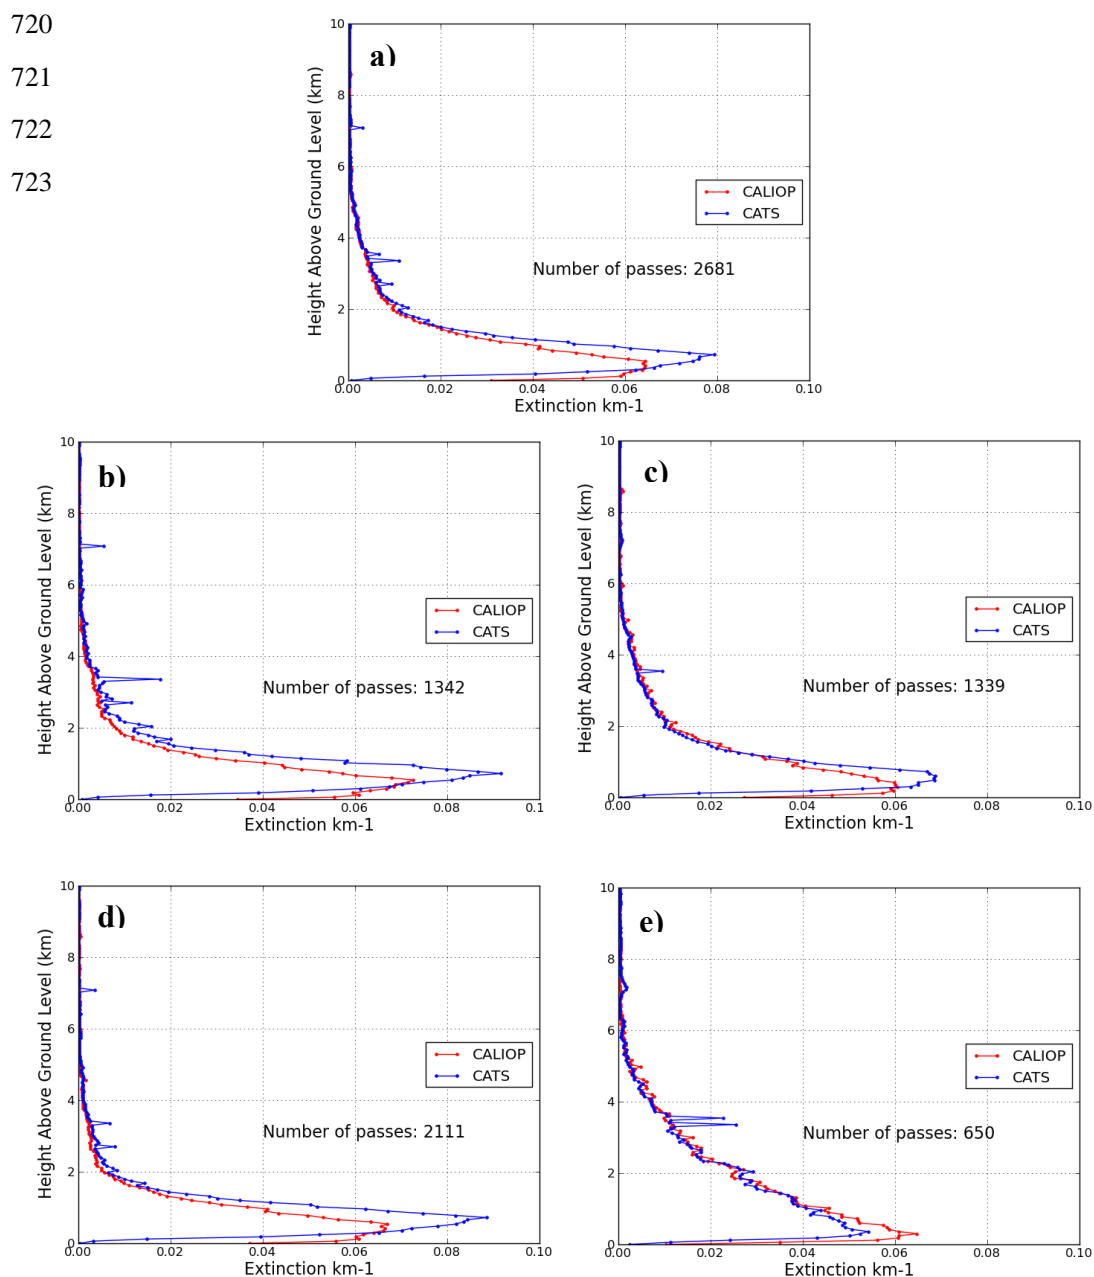 720
721
722
723
a)
Height Above Ground Level (km)
10
8
6
4
2
0
CALIOP
CATS
Number of passes: 2681
0.00 0.02 0.04 0.06 0.08 0.10
Extinction km-1
b)
Height Above Ground Level (km)
10
8
6
4
2
0
CALIOP
CATS
Number of passes: 1342
0.00 0.02 0.04 0.06 0.08 0.1
Extinction km-1
c)
Height Above Ground Level (km)
10
8
6
4
2
0
CALIOP
CATS
Number of passes: 1339
0.00 0.02 0.04 0.06 0.08 0.10
Extinction km-1
d)
Height Above Ground Level (km)
10
8
6
4
2
0
CALIOP
CATS
Number of passes: 2111
0.00 0.02 0.04 0.06 0.08 0.10
Extinction km-1
e)
Height Above Ground Level (km)
10
8
6
4
2
0
CALIOP
CATS
Number of passes: 650
0.00 0.02 0.04 0.06 0.08 0.10
Extinction km-1